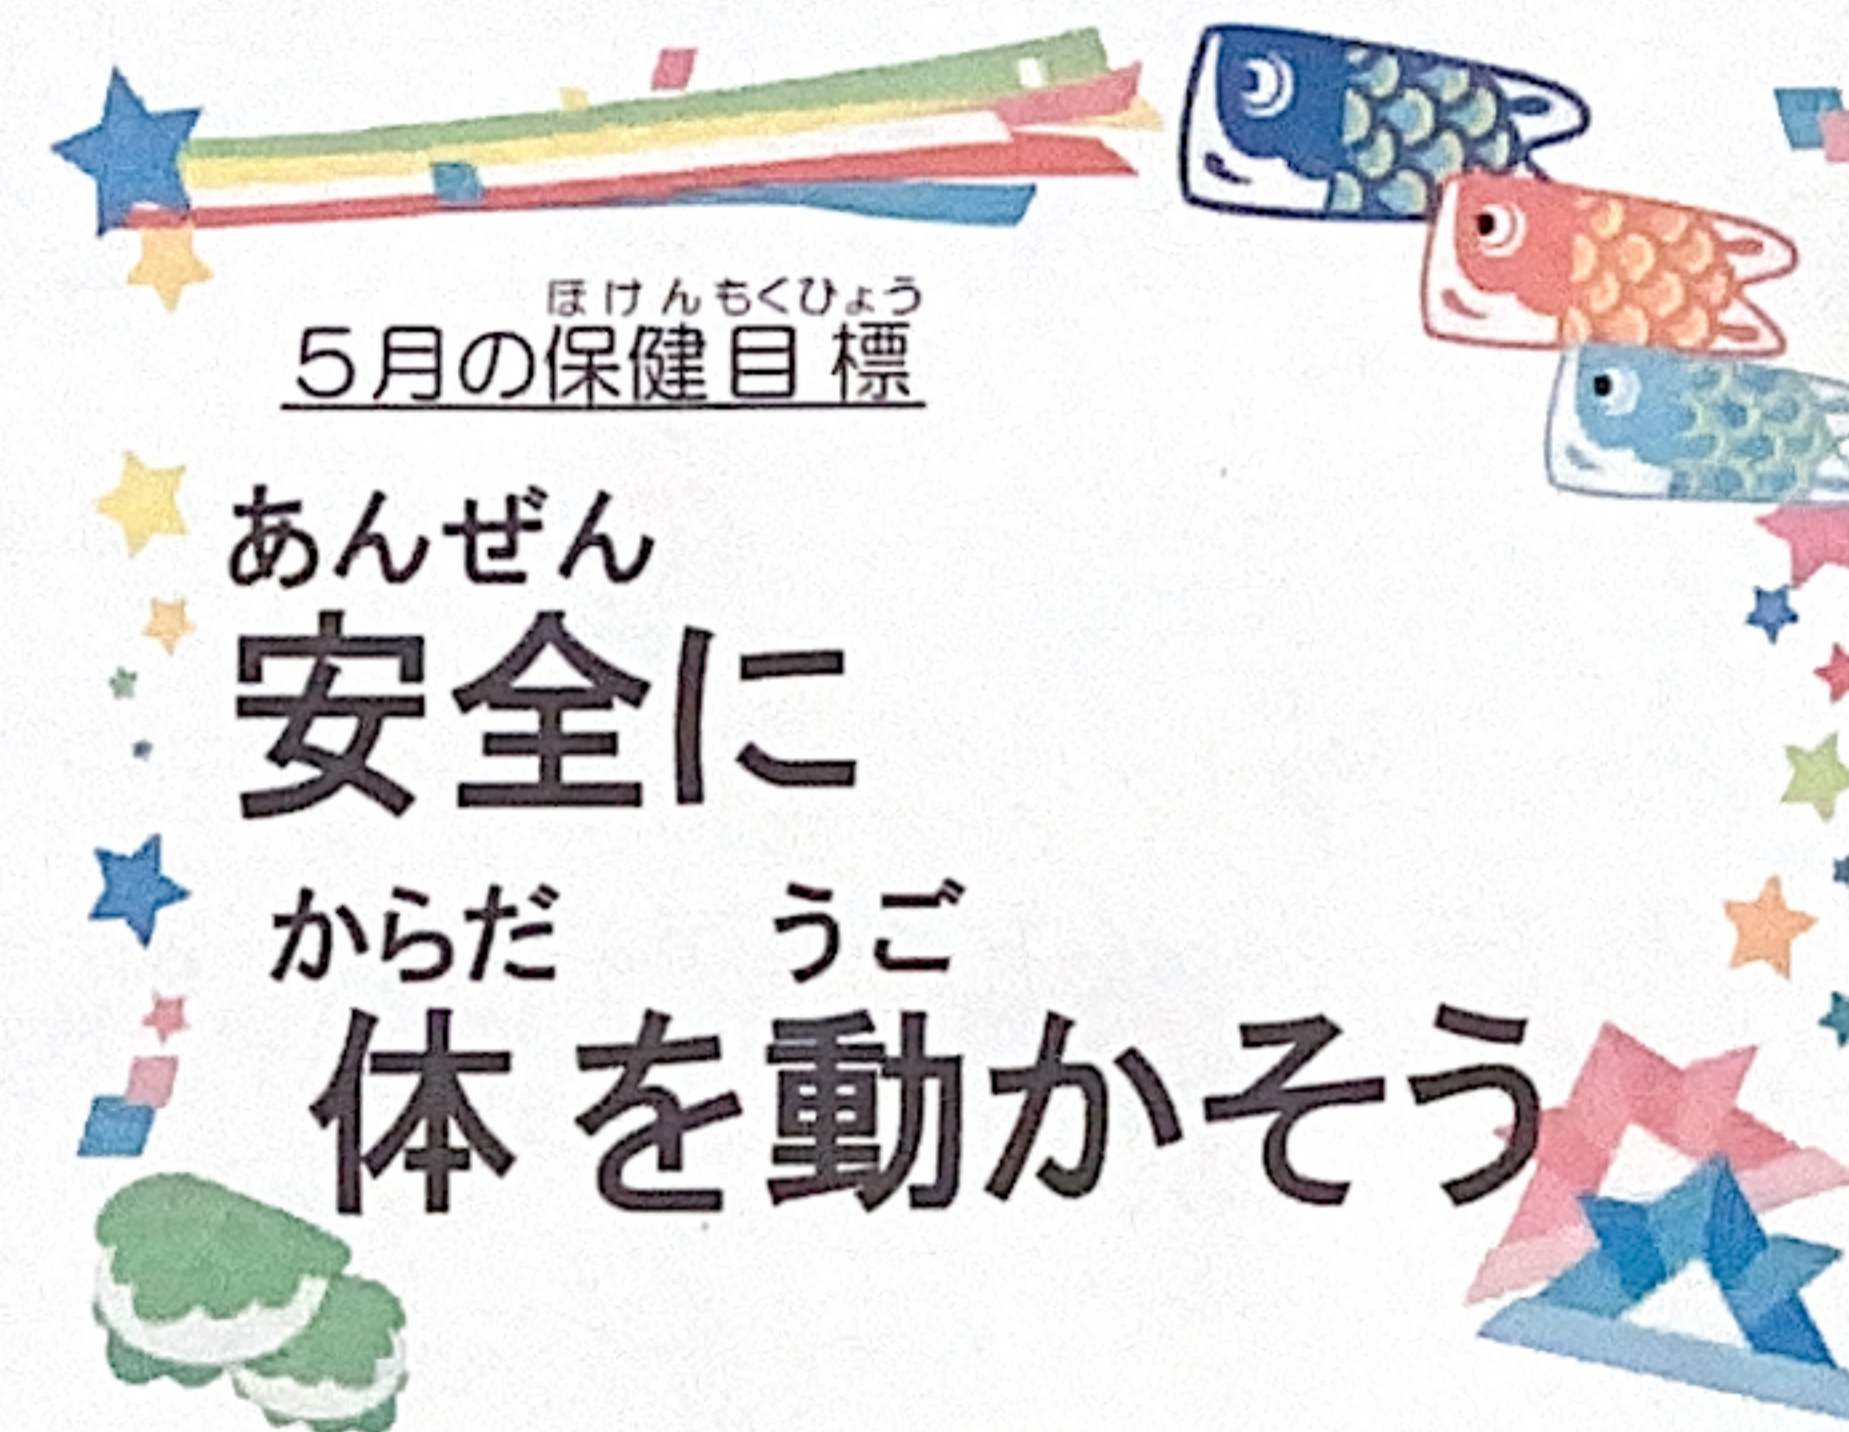 ほけんもくひょう
5月の保健目標
あんぜん
安全に
からだ うご
体を動かそう